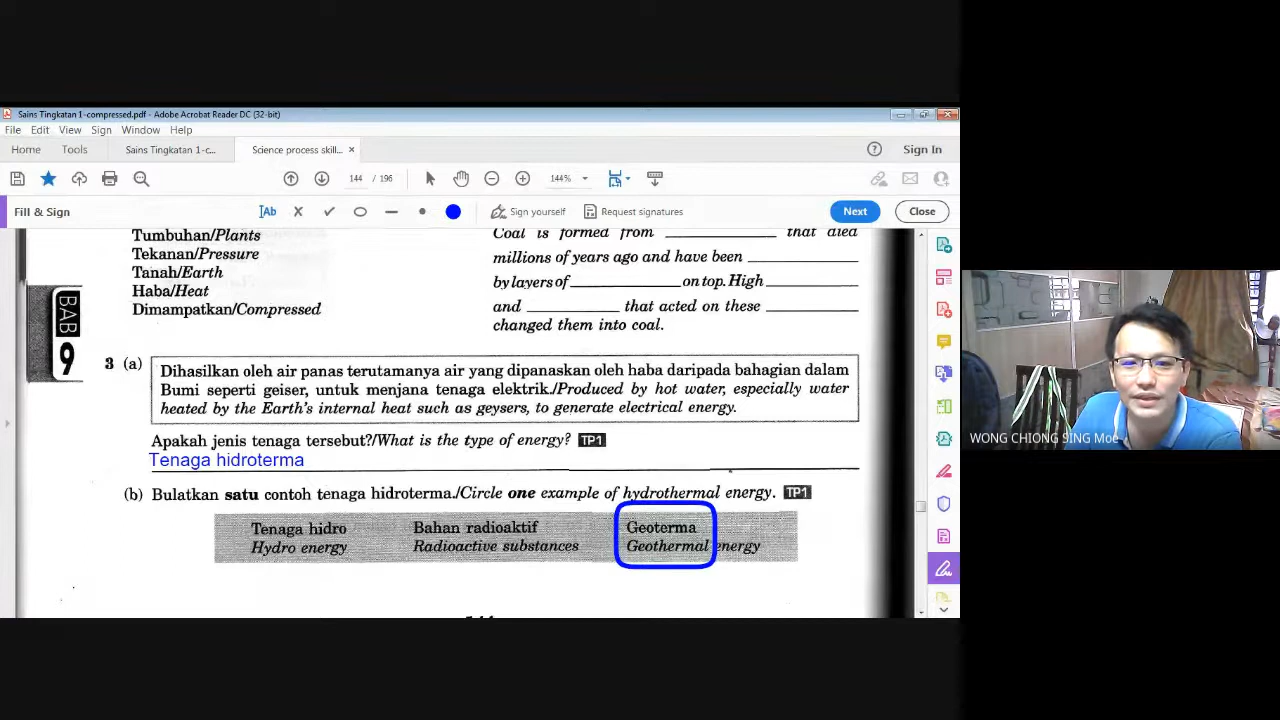 Sains Tingkatan 1-compressed.pdf - Adobe Acrobat Reader DC (32-bit)
File Edit View Sign Window Help
Home Tools Sains Tingkatan 1-c... Science process skill... × Sign In
144 / 196 144%
Fill & Sign Ab Sign yourself Request signatures Next Close
Tumbuhan/Plants
Tekanan/Pressure
Tanah/Earth
Haba/Heat
Dimampatkan/Compressed
Coal is formed from ____________ that died
millions of years ago and have been ____________
by layers of ____________ on top. High ____________
and ____________ that acted on these ____________
changed them into coal.
BAB
9
3 (a) Dihasilkan oleh air panas terutamanya air yang dipanaskan oleh haba daripada bahagian dalam
Bumi seperti geiser, untuk menjana tenaga elektrik./Produced by hot water, especially water
heated by the Earth's internal heat such as geysers, to generate electrical energy.
Apakah jenis tenaga tersebut?/What is the type of energy? TP1
Tenaga hidroterma
(b) Bulatkan satu contoh tenaga hidroterma./Circle one example of hydrothermal energy. TP1
Tenaga hidro Bahan radioaktif Geoterma
Hydro energy Radioactive substances Geothermal energy
WONG CHIONG SING Moe